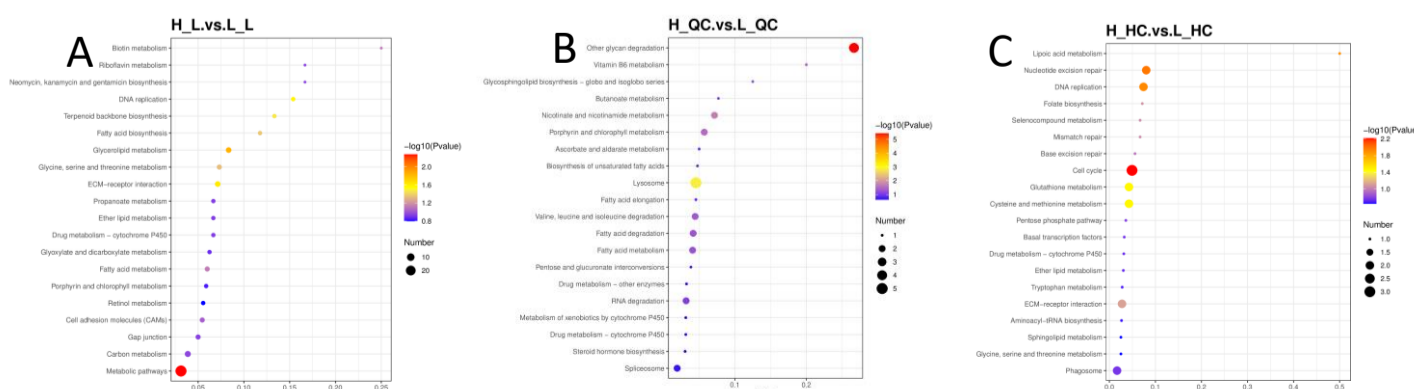 A
H_L.vs.L_L
Biotin metabolism
Riboflavin metabolism
Neomycin, kanamycin and gentamicin biosynthesis
DNA replication
Terpenoid backbone biosynthesis
Fatty acid biosynthesis
Glycerolipid metabolism
Glycine, serine and threonine metabolism
ECM−receptor interaction
Propanoate metabolism
Ether lipid metabolism
Drug metabolism − cytochrome P450
Glyoxylate and dicarboxylate metabolism
Fatty acid metabolism
Porphyrin and chlorophyll metabolism
Retinol metabolism
Cell adhesion molecules (CAMs)
Gap junction
Carbon metabolism
Metabolic pathways
0.05 0.10 0.15 0.20 0.25
−log10(Pvalue)
2.0
1.6
1.2
0.8
Number
10
20
B
H_QC.vs.L_QC
Other glycan degradation
Vitamin B6 metabolism
Glycosphingolipid biosynthesis − globo and isoglobo series
Butanoate metabolism
Nicotinate and nicotinamide metabolism
Porphyrin and chlorophyll metabolism
Ascorbate and aldarate metabolism
Biosynthesis of unsaturated fatty acids
Lysosome
Fatty acid elongation
Valine, leucine and isoleucine degradation
Fatty acid degradation
Fatty acid metabolism
Pentose and glucuronate interconversions
Drug metabolism − other enzymes
RNA degradation
Metabolism of xenobiotics by cytochrome P450
Drug metabolism − cytochrome P450
Steroid hormone biosynthesis
Spliceosome
0.1 0.2
−log10(Pvalue)
5
4
3
2
1
Number
1
2
3
4
5
C
H_HC.vs.L_HC
Lipoic acid metabolism
Nucleotide excision repair
DNA replication
Folate biosynthesis
Selenocompound metabolism
Mismatch repair
Base excision repair
Cell cycle
Glutathione metabolism
Cysteine and methionine metabolism
Pentose phosphate pathway
Basal transcription factors
Drug metabolism − cytochrome P450
Ether lipid metabolism
Tryptophan metabolism
ECM−receptor interaction
Aminoacyl−tRNA biosynthesis
Sphingolipid metabolism
Glycine, serine and threonine metabolism
Phagosome
0.0 0.1 0.2 0.3 0.4 0.5
−log10(Pvalue)
2.2
1.8
1.4
1.0
Number
1.0
1.5
2.0
2.5
3.0